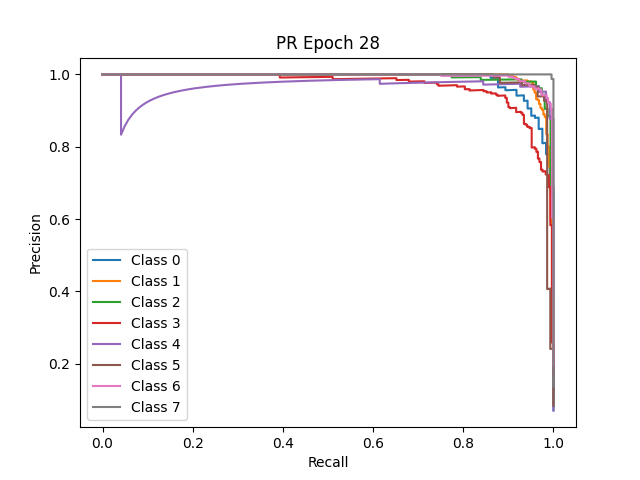 PR Epoch 28
1.0
0.8
0.6
0.4
0.2
Precision
Class 0
Class 1
Class 2
Class 3
Class 4
Class 5
Class 6
Class 7
0.0 0.2 0.4 0.6 0.8 1.0
Recall